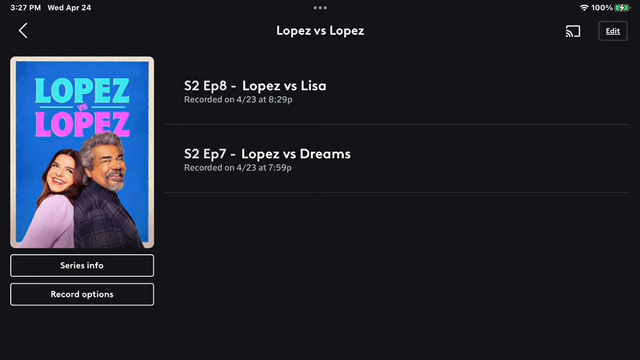 3:27 PM Wed Apr 24
100%
Lopez vs Lopez
Edit
LOPEZ
vs
LOPEZ
S2 Ep8 - Lopez vs Lisa
Recorded on 4/23 at 8:29p
S2 Ep7 - Lopez vs Dreams
Recorded on 4/23 at 7:59p
Series info
Record options